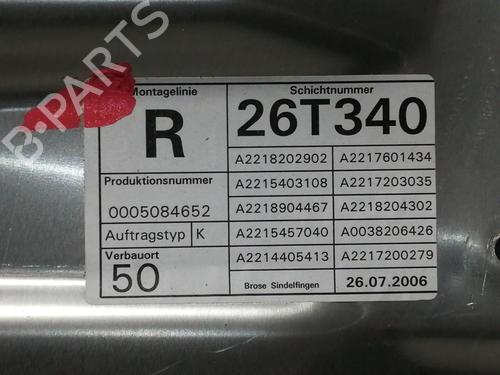 B-PARTS
Montagelinie
R
Schichtnummer
26T340
Produktionsnummer
0005084652
Auftragstyp K
Verbauort
50
A2218202902 A2217601434
A2215403108 A2217203035
A2218904467 A2218204302
A2215457040 A0038206426
A2214405413 A2217200279
Brose Sindelfingen 26.07.2006